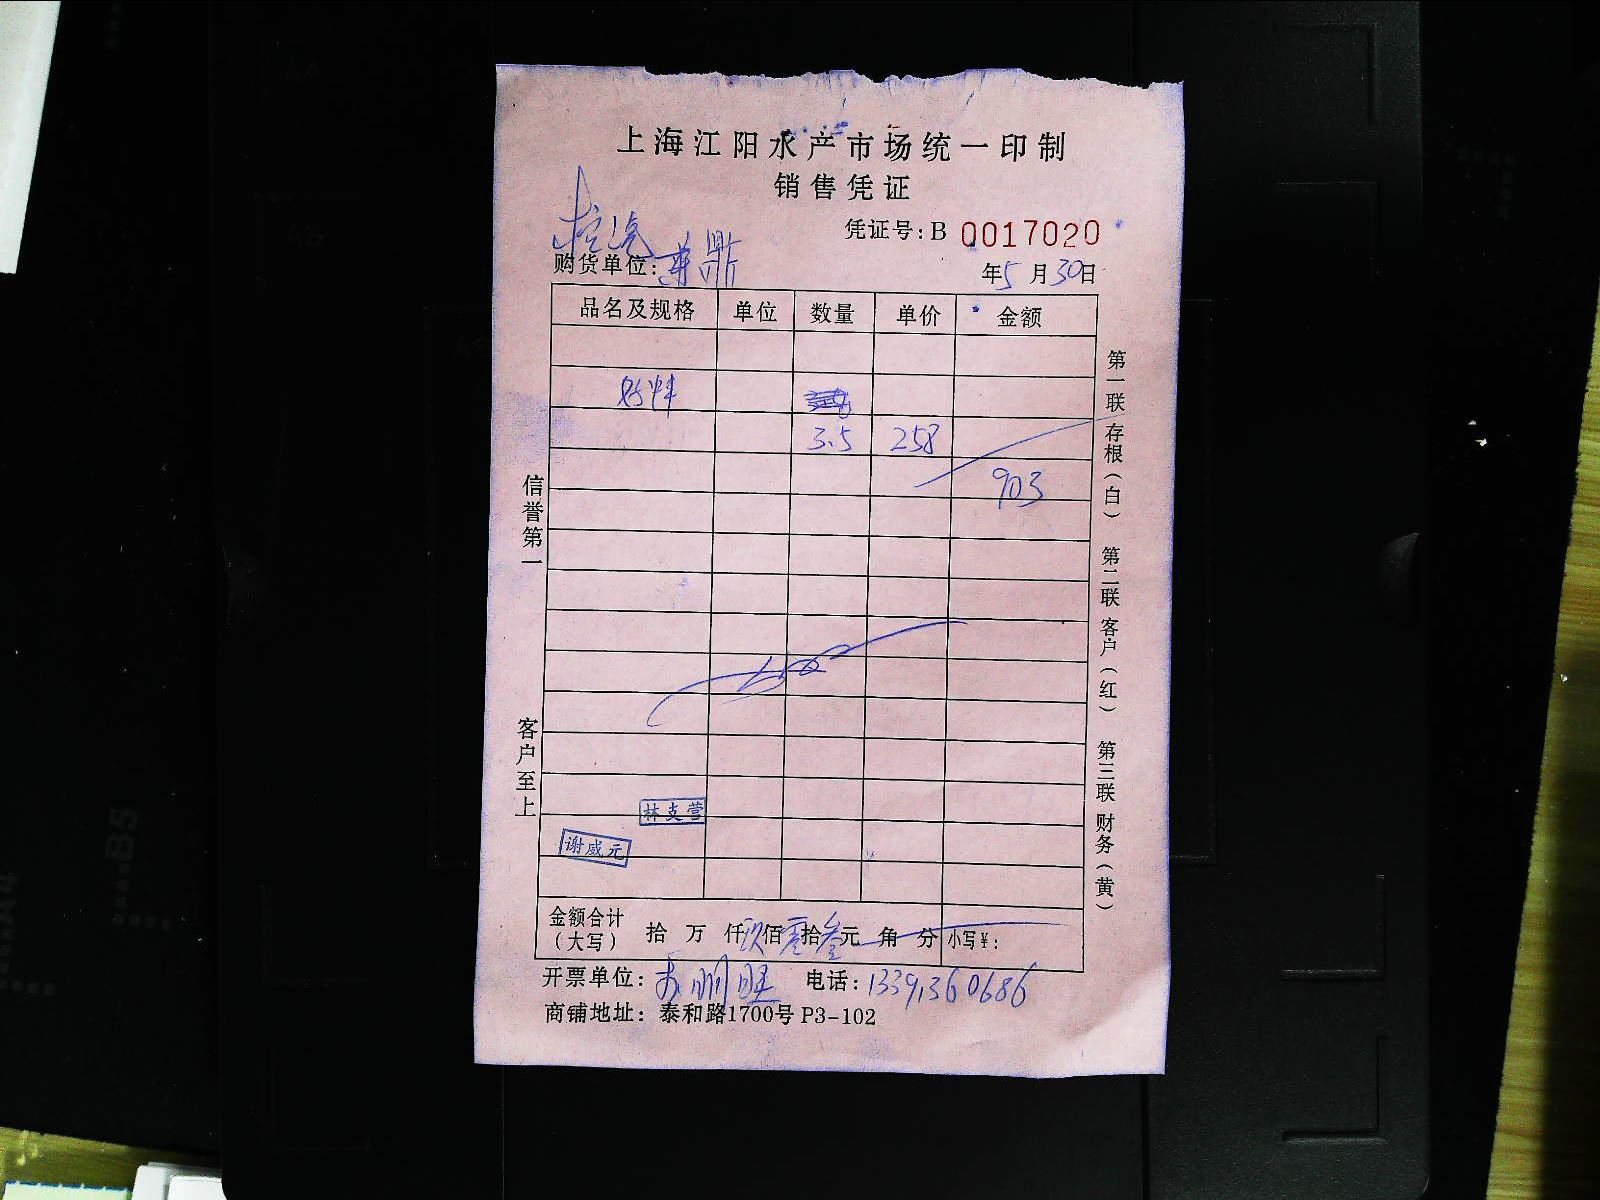 上海江阳水产市场统一印制
销售凭证
凭证号:B 0017020
购货单位:
年5月30日
品名及规格 单位 数量 单价 金额
3.5 258
903
信誉第一
客户至上
第一联 存根(白) 第二联 客户(红) 第三联 财务(黄)
林支营
谢威元
金额合计(大写) 拾 万 仟玖佰零拾叁元 角 分 小写¥:
开票单位: 电话:13391360686
商铺地址: 泰和路1700号 P3-102